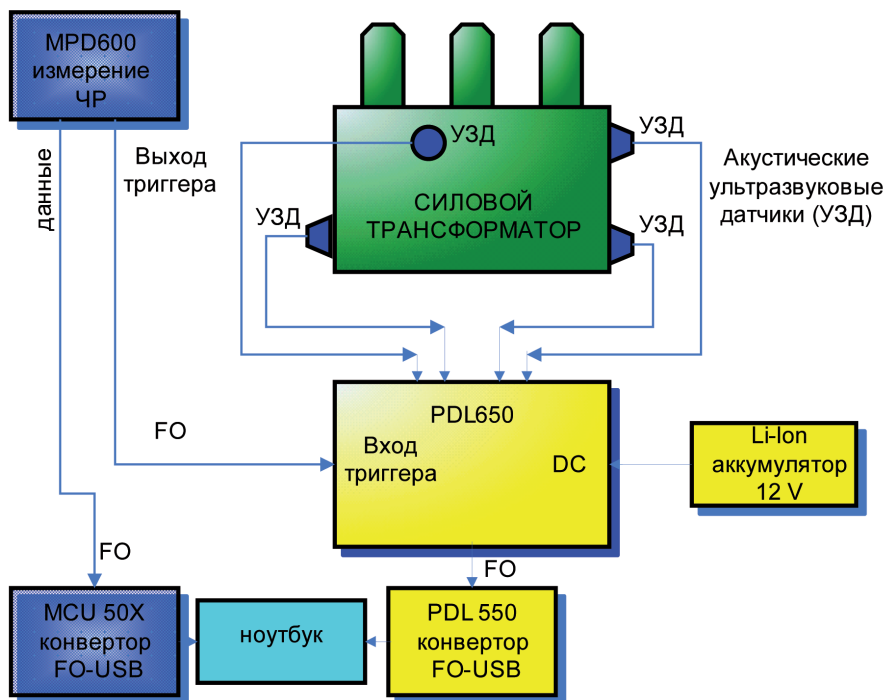 MPD600
измерение
ЧР
данные
Выход
триггера
УЗД
УЗД
УЗД
УЗД
СИЛОВОЙ
ТРАНСФОРМАТОР
Акустические
ультразвуковые
датчики (УЗД)
PDL650
Вход
триггера
DC
FO
Li-Ion
аккумулятор
12 V
FO
FO
MCU 50X
конвертор
FO-USB
ноутбук
PDL 550
конвертор
FO-USB